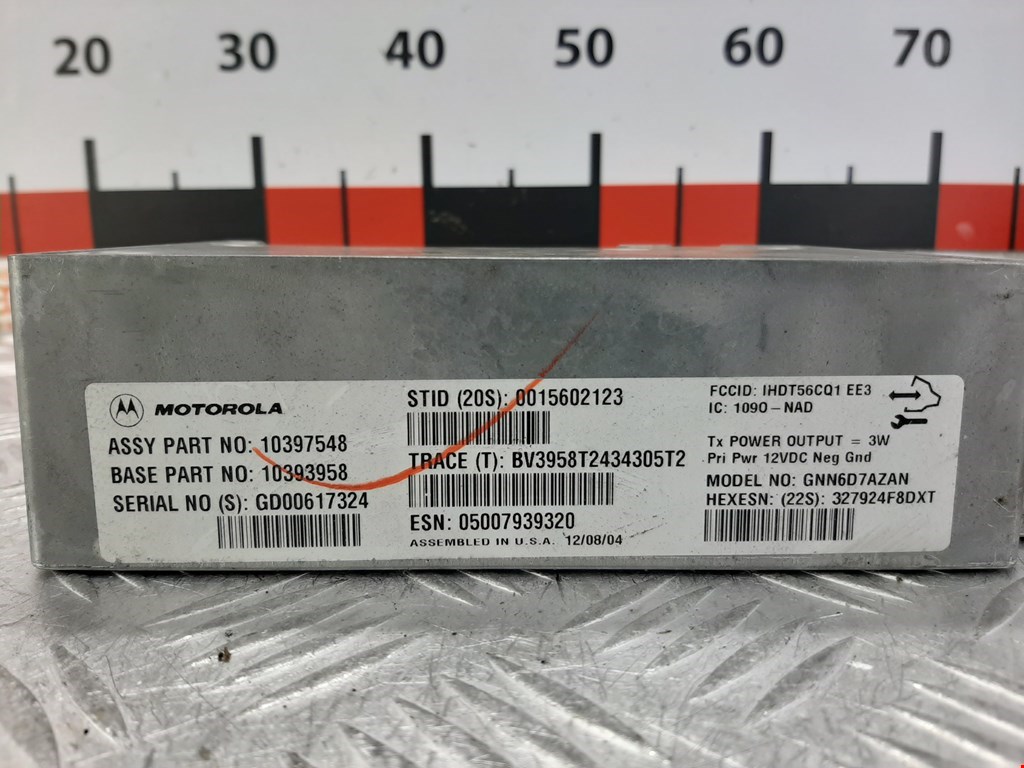 20 30 40 50 60 70
MOTOROLA
ASSY PART NO: 10397548
BASE PART NO: 10393958
SERIAL NO (S): GD00617324
STID (20S): 0015602123
TRACE (T): BV3958T2434305T2
ESN: 05007939320
ASSEMBLED IN U.S.A. 12/08/04
FCCID: IHDT56CQ1 EE3
IC: 1090-NAD
Tx POWER OUTPUT = 3W
Pri Pwr 12VDC Neg Gnd
MODEL NO: GNN6D7AZAN
HEXESN: (22S): 327924F8DXT